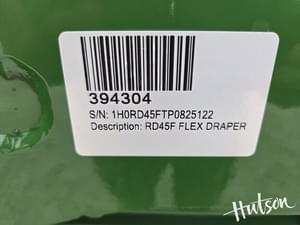 394304
S/N: 1H0RD45FTP0825122
Description: RD45F FLEX DRAPER
Hutson